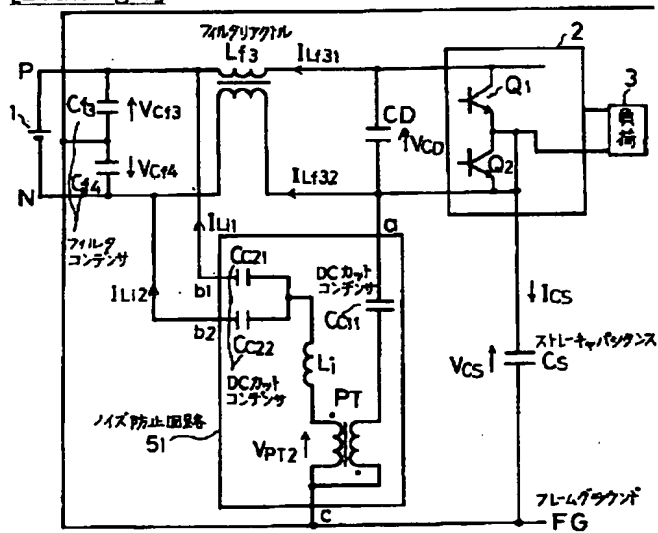 フィルタリアクトル
Lf3
ILf31
2
P
Cf3
VCf3
1
CD
VCD
Q1
Q2
3
負荷
VCf4
Cf4
N
ILf32
フィルタ
コンデンサ
ILi1
a
ILi2
b1
CC21
DCカット
コンデンサ
CC11
b2
CC22
DCカット
コンデンサ
Li
ICS
ストレーキャパシタンス
VCS
CS
PT
ノイズ防止回路
51
VPT2
c
フレームグラウンド
FG